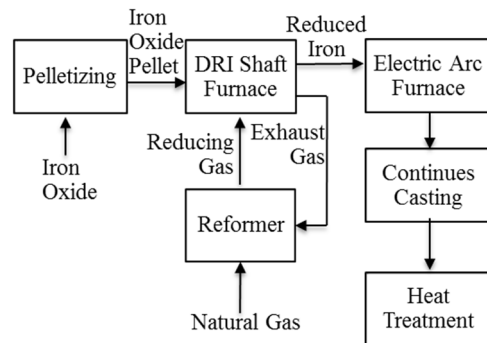 Iron
Oxide
Pellet
Reduced
Iron
Pelletizing
DRI Shaft
Furnace
Electric Arc
Furnace
Iron
Oxide
Reducing
Gas
Exhaust
Gas
Continues
Casting
Reformer
Natural Gas
Heat
Treatment